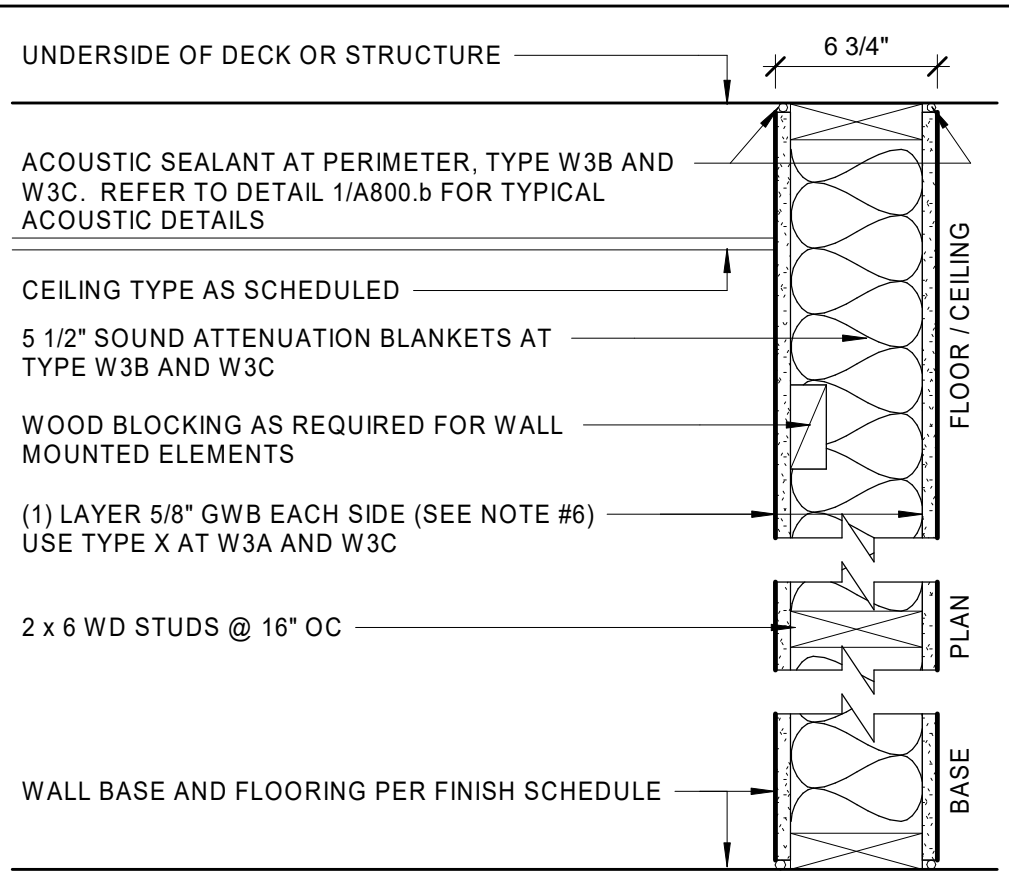 UNDERSIDE OF DECK OR STRUCTURE
6 3/4"
ACOUSTIC SEALANT AT PERIMETER, TYPE W3B AND
W3C. REFER TO DETAIL 1/A800.b FOR TYPICAL
ACOUSTIC DETAILS
CEILING TYPE AS SCHEDULED
5 1/2" SOUND ATTENUATION BLANKETS AT
TYPE W3B AND W3C
WOOD BLOCKING AS REQUIRED FOR WALL
MOUNTED ELEMENTS
(1) LAYER 5/8" GWB EACH SIDE (SEE NOTE #6)
USE TYPE X AT W3A AND W3C
FLOOR / CEILING
2 x 6 WD STUDS @ 16" OC
PLAN
WALL BASE AND FLOORING PER FINISH SCHEDULE
BASE